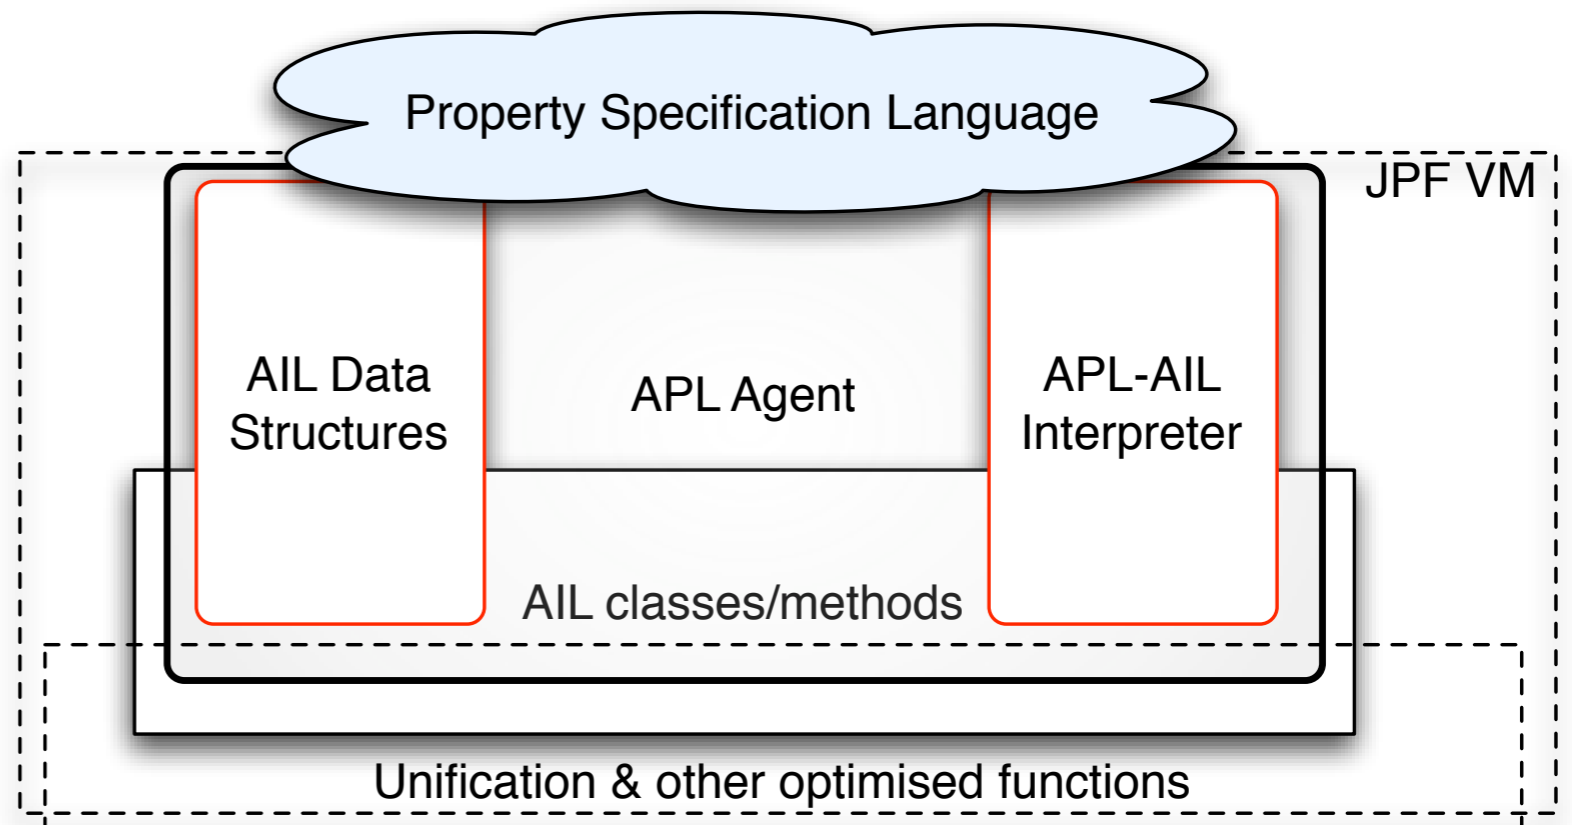 Property Specification Language
JPF VM
AIL Data
Structures
APL Agent
APL-AIL
Interpreter
AIL classes/methods
Unification & other optimised functions